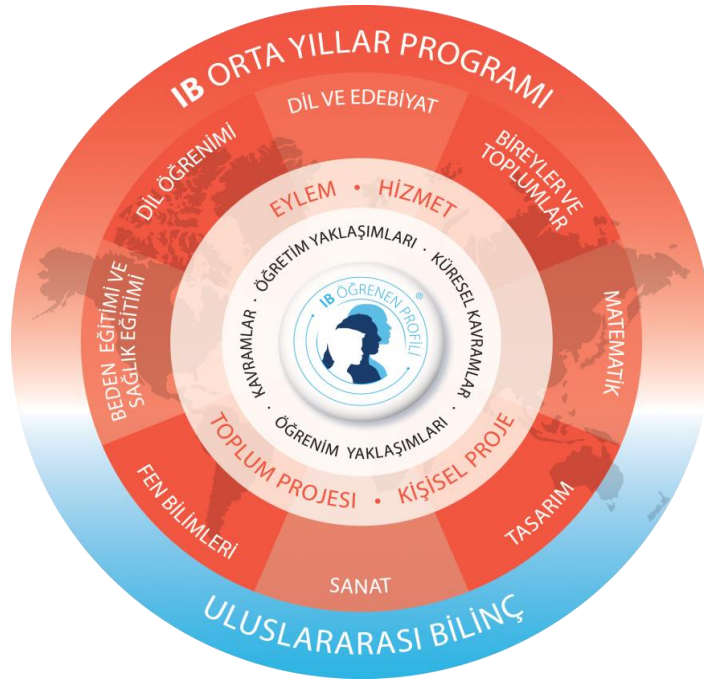 IB ORTA YILLAR PROGRAMI
DİL VE EDEBİYAT
BİREYLER VE
TOPLUMLAR
MATEMATİK
TASARIM
SANAT
FEN BİLİMLERİ
BEDEN EĞİTİMİ VE
SAĞLIK EĞİTİMİ
DİL ÖĞRENİMİ
EYLEM • HİZMET
TOPLUM PROJESI • KİŞİSEL PROJE
ÖĞRETİM YAKLAŞIMLARI · KÜRESEL KAVRAMLAR ·
KAVRAMLAR ·
ÖĞRENİM YAKLAŞIMLARI ·
IB ÖĞRENEN PROFİLİ ®
ULUSLARARASI BİLİNÇ